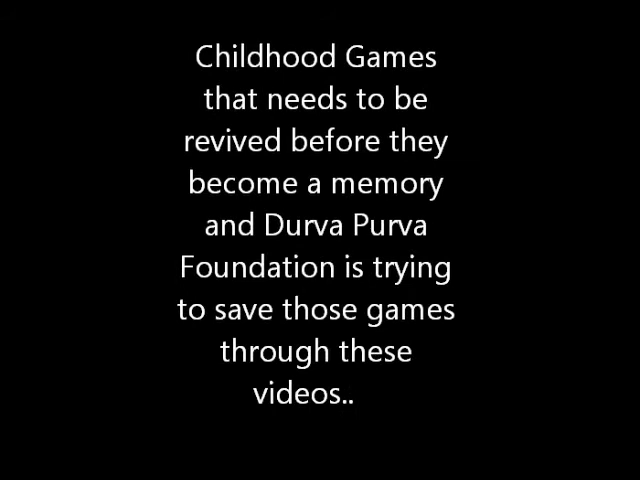 Childhood Games
that needs to be
revived before they
become a memory
and Durva Purva
Foundation is trying
to save those games
through these
videos..